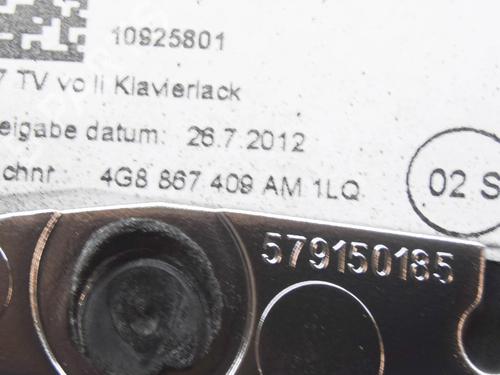 10925801
7 TV vo li Klavierlack
eigabe datum: 26.7.2012
chnr.: 4G8 867 409 AM 1LQ
02 S
579150185